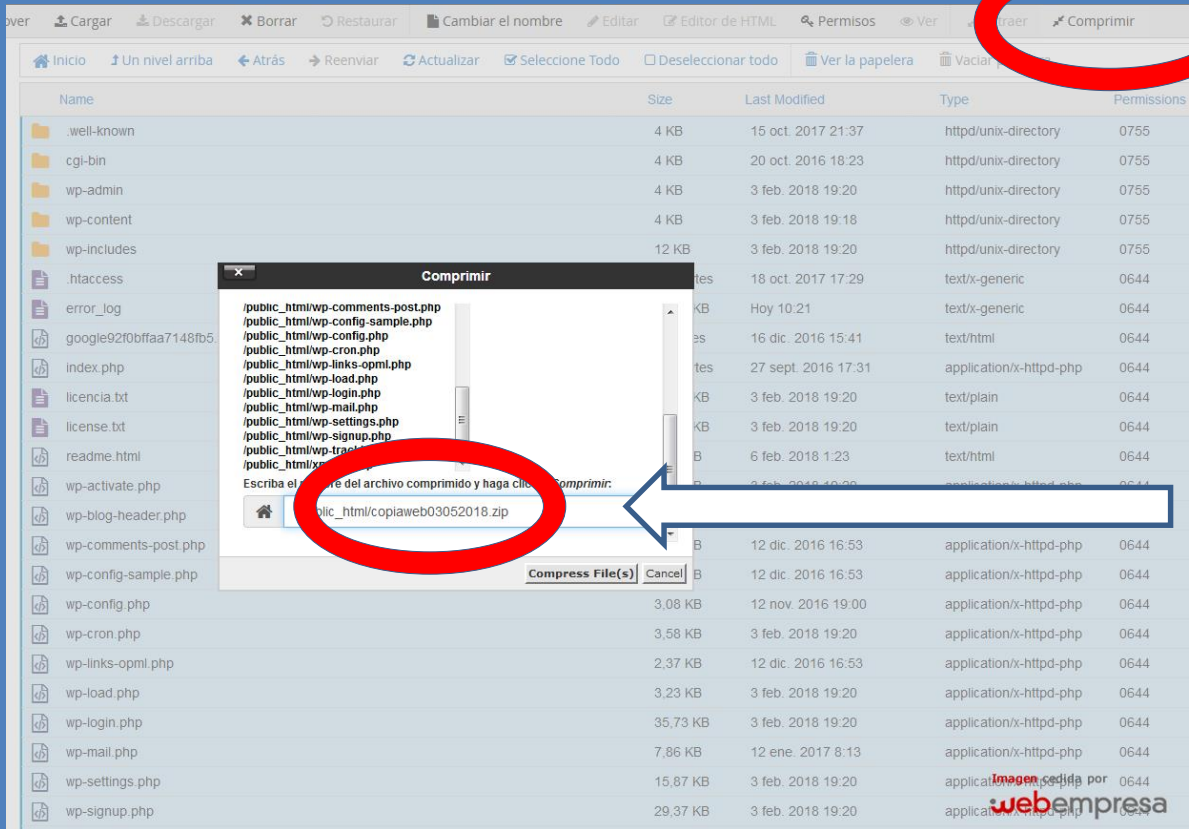 over Cargar Descargar Borrar Restaurar Cambiar el nombre Editar Editor de HTML Permisos Ver Comprimir
Inicio Un nivel arriba Atrás Reenviar Actualizar Seleccione Todo Deseleccionar todo Ver la papelera Vaciar
Name Size Last Modified Type Permissions
.well-known 4 KB 15 oct. 2017 21:37 httpd/unix-directory 0755
cgi-bin 4 KB 20 oct. 2016 18:23 httpd/unix-directory 0755
wp-admin 4 KB 3 feb. 2018 19:20 httpd/unix-directory 0755
wp-content 4 KB 3 feb. 2018 19:18 httpd/unix-directory 0755
wp-includes 12 KB 3 feb. 2018 19:20 httpd/unix-directory 0755
.htaccess tes 18 oct. 2017 17:29 text/x-generic 0644
error_log KB Hoy 10:21 text/x-generic 0644
google92f0bffaa7148fb5. es 16 dic. 2016 15:41 text/html 0644
index.php tes 27 sept. 2016 17:31 application/x-httpd-php 0644
licencia.txt KB 3 feb. 2018 19:20 text/plain 0644
license.txt KB 3 feb. 2018 19:20 text/plain 0644
readme.html B 6 feb. 2018 1:23 text/html 0644
wp-activate.php
wp-blog-header.php
wp-comments-post.php B 12 dic. 2016 16:53 application/x-httpd-php 0644
wp-config-sample.php B 12 dic. 2016 16:53 application/x-httpd-php 0644
wp-config.php 3,08 KB 12 nov. 2016 19:00 application/x-httpd-php 0644
wp-cron.php 3,58 KB 3 feb. 2018 19:20 application/x-httpd-php 0644
wp-links-opml.php 2,37 KB 12 dic. 2016 16:53 application/x-httpd-php 0644
wp-load.php 3,23 KB 3 feb. 2018 19:20 application/x-httpd-php 0644
wp-login.php 35,73 KB 3 feb. 2018 19:20 application/x-httpd-php 0644
wp-mail.php 7,86 KB 12 ene. 2017 8:13 application/x-httpd-php 0644
wp-settings.php 15,87 KB 3 feb. 2018 19:20 0644
wp-signup.php 29,37 KB 3 feb. 2018 19:20
Comprimir
/public_html/wp-comments-post.php
/public_html/wp-config-sample.php
/public_html/wp-config.php
/public_html/wp-cron.php
/public_html/wp-links-opml.php
/public_html/wp-load.php
/public_html/wp-login.php
/public_html/wp-mail.php
/public_html/wp-settings.php
/public_html/wp-signup.php
Escriba el re del archivo comprimido y haga Comprimir:
blic_html/copiaweb03052018.zip
Compress File(s) Cancel
Imagen cedida por
webempresa